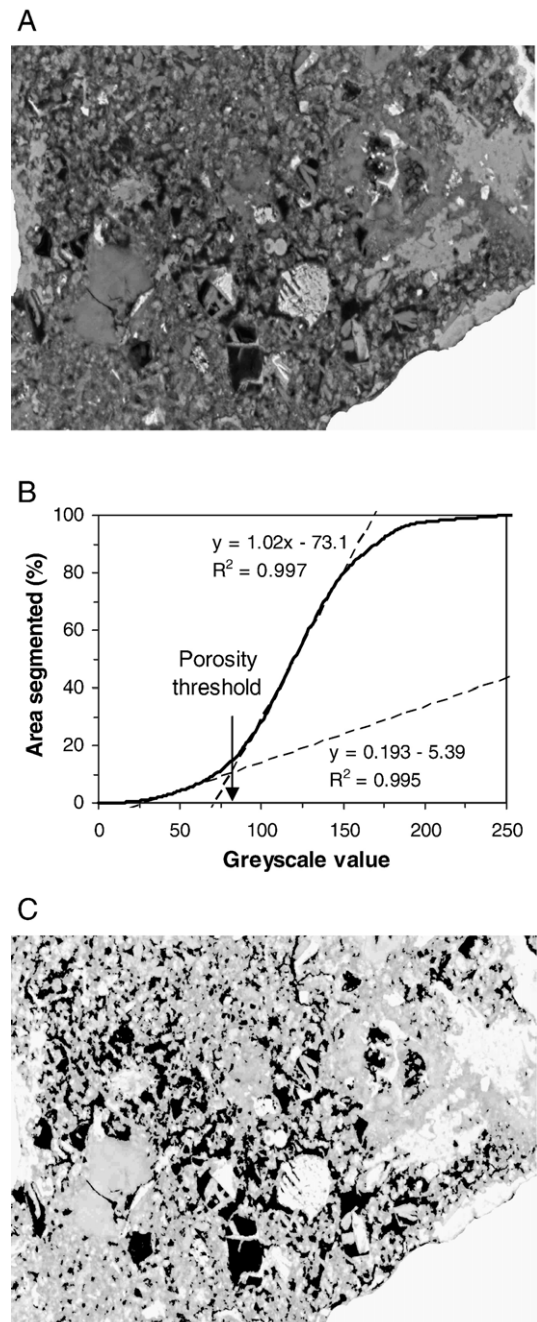 A
B
100
80
60
40
20
0
Area segmented (%)
y = 1.02x - 73.1
R² = 0.997
Porosity
threshold
y = 0.193 - 5.39
R² = 0.995
0 50 100 150 200 250
Greyscale value
C